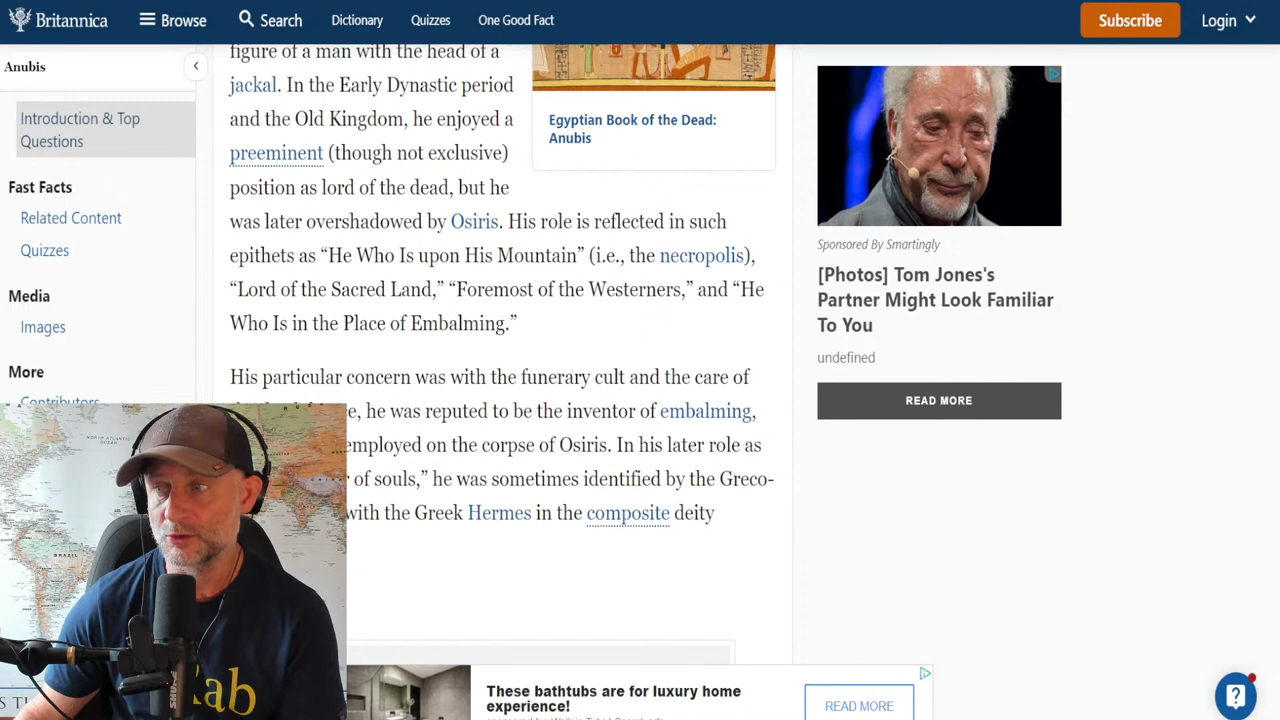 Britannica
Browse
Search
Dictionary
Quizzes
One Good Fact
Subscribe
Login
Anubis
Introduction & Top
Questions
Fast Facts
Related Content
Quizzes
Media
Images
More
Contributors
figure of a man with the head of a
jackal. In the Early Dynastic period
and the Old Kingdom, he enjoyed a
preeminent (though not exclusive)
position as lord of the dead, but he
was later overshadowed by Osiris. His role is reflected in such
epithets as “He Who Is upon His Mountain” (i.e., the necropolis),
“Lord of the Sacred Land,” “Foremost of the Westerners,” and “He
Who Is in the Place of Embalming.”
His particular concern was with the funerary cult and the care of
he was reputed to be the inventor of embalming,
employed on the corpse of Osiris. In his later role as
of souls,” he was sometimes identified by the Greco-
with the Greek Hermes in the composite deity
Egyptian Book of the Dead:
Anubis
Sponsored By Smartingly
[Photos] Tom Jones's
Partner Might Look Familiar
To You
undefined
READ MORE
These bathtubs are for luxury home
experience!
READ MORE
BRAZIL